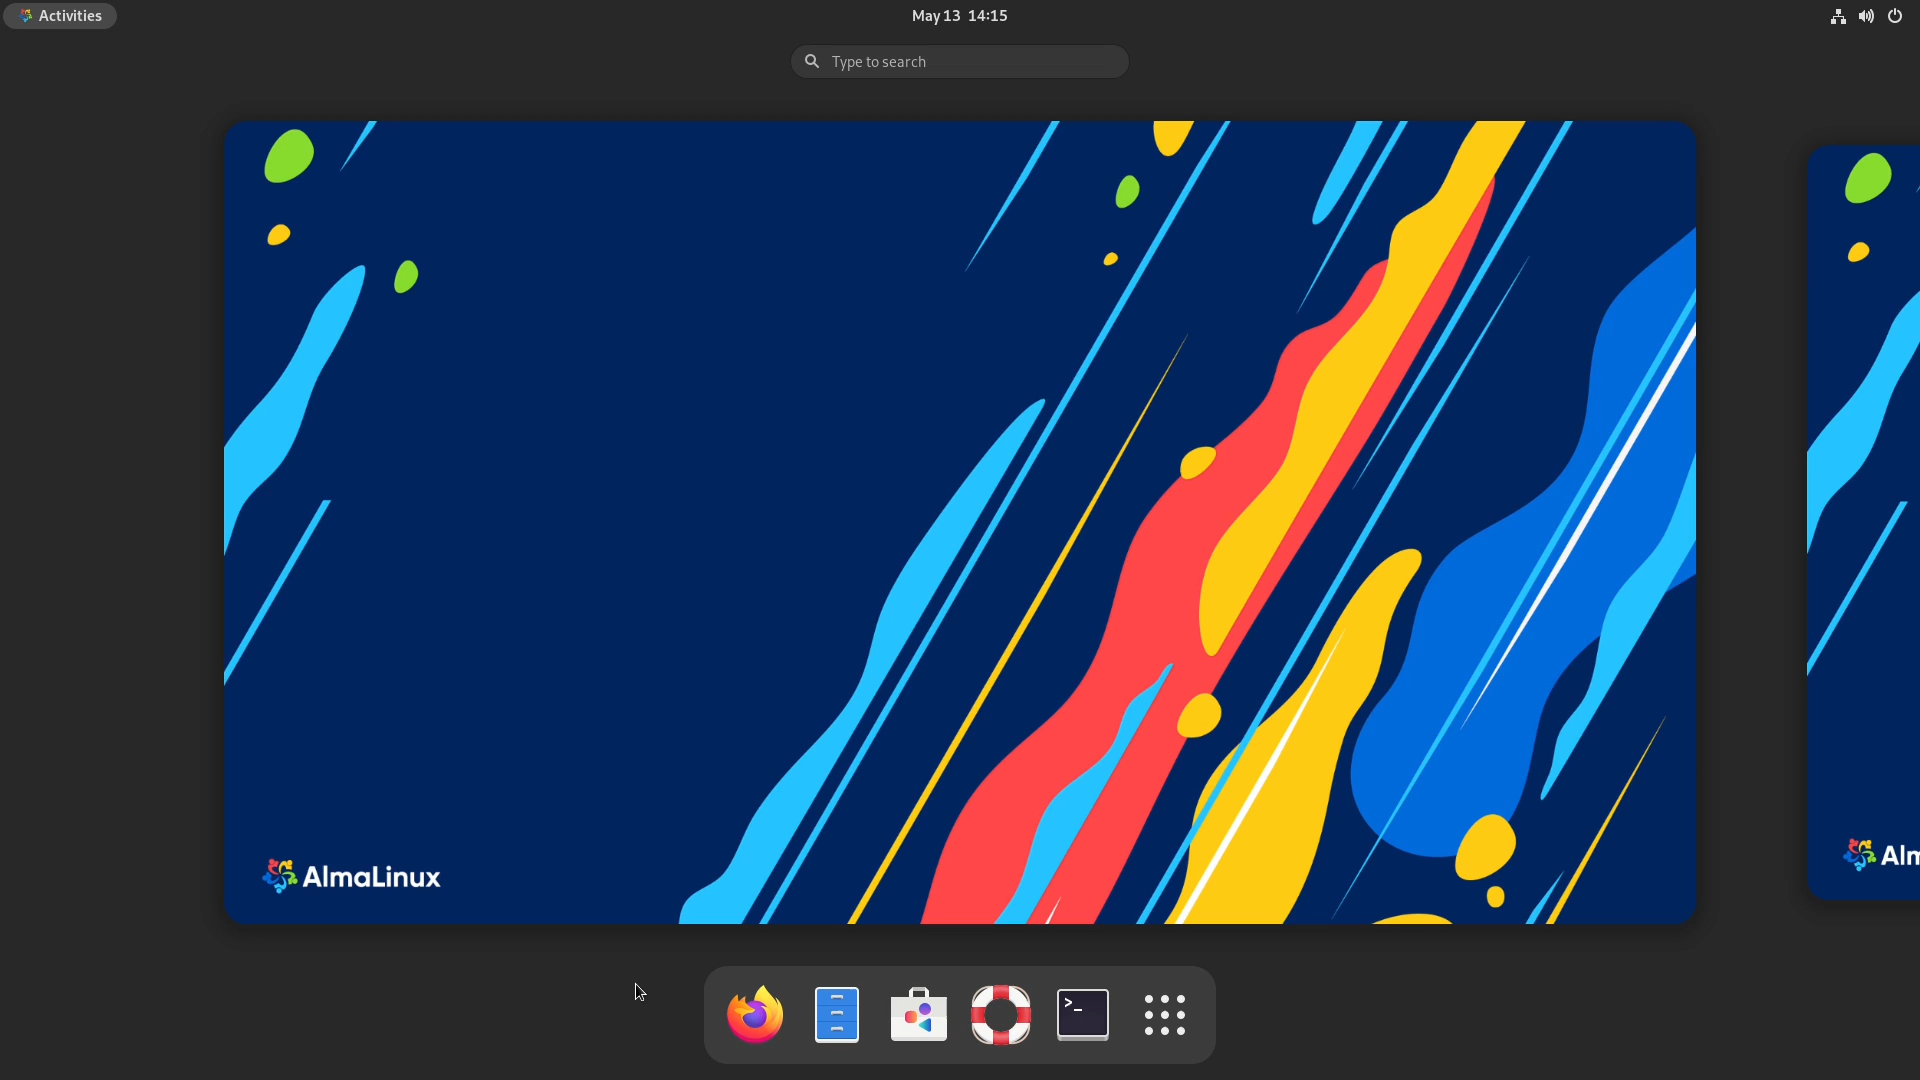 Activities
May 13 14:15
Type to search
AlmaLinux
Alm
>_